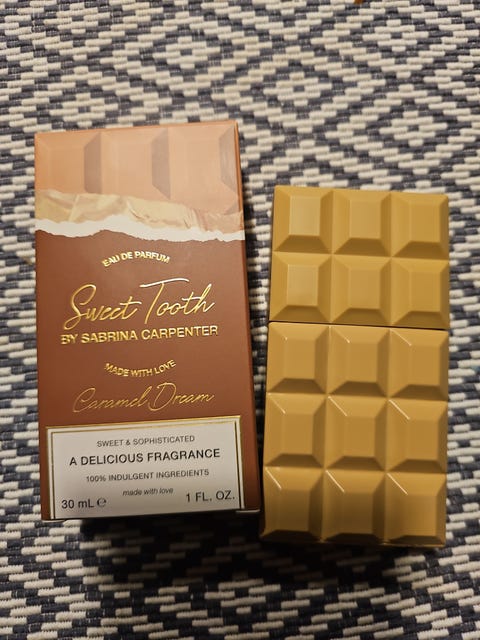 EAU DE PARFUM
Sweet Tooth
BY SABRINA CARPENTER
MADE WITH LOVE
Caramel Dream
SWEET & SOPHISTICATED
A DELICIOUS FRAGRANCE
100% INDULGENT INGREDIENTS
made with love
30 mL ℮ 1 FL. OZ.